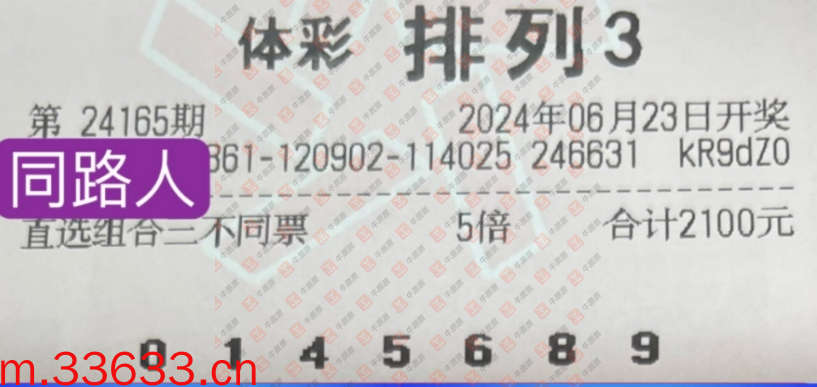 体彩 排列3
第 24165期 2024年06月23日开奖
同路人 861-120902-114025 246631 kR9dZ0
直选组合三不同票 5倍 合计2100元
0 1 4 5 6 8 9
m.33633.cn